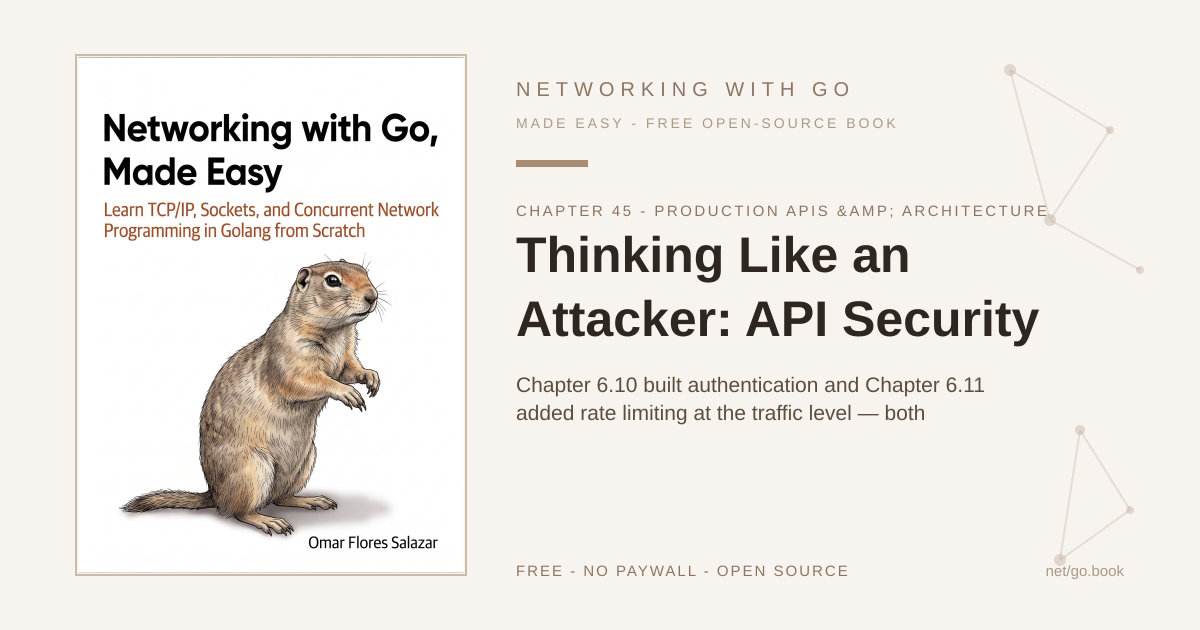 Networking with Go,
Made Easy
Learn TCP/IP, Sockets, and Concurrent Network
Programming in Golang from Scratch
Omar Flores Salazar
NETWORKING WITH GO
MADE EASY - FREE OPEN-SOURCE BOOK
CHAPTER 45 - PRODUCTION APIS &AMP; ARCHITECTURE
Thinking Like an
Attacker: API Security
Chapter 6.10 built authentication and Chapter 6.11
added rate limiting at the traffic level — both
FREE - NO PAYWALL - OPEN SOURCE
net/go.book